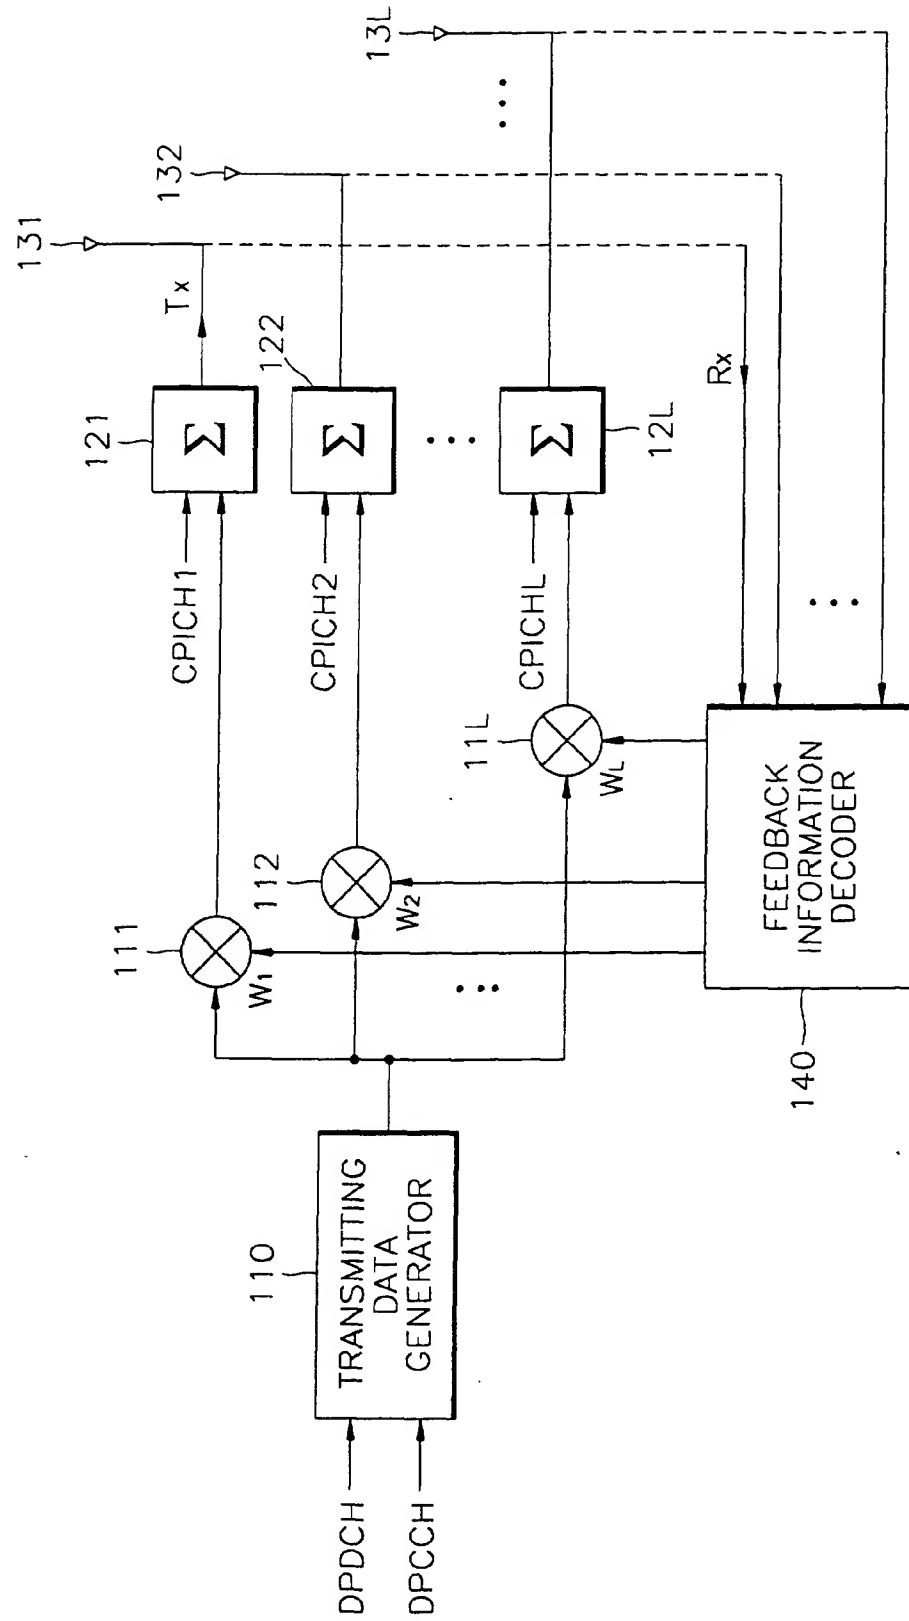 DPDCH
DPCCH
110
TRANSMITTING
DATA
GENERATOR
111
W1
112
W2
11L
WL
CPICH1
CPICH2
CPICHL
121
Σ
122
Σ
12L
Σ
Tx
Rx
131
132
13L
140
FEEDBACK
INFORMATION
DECODER